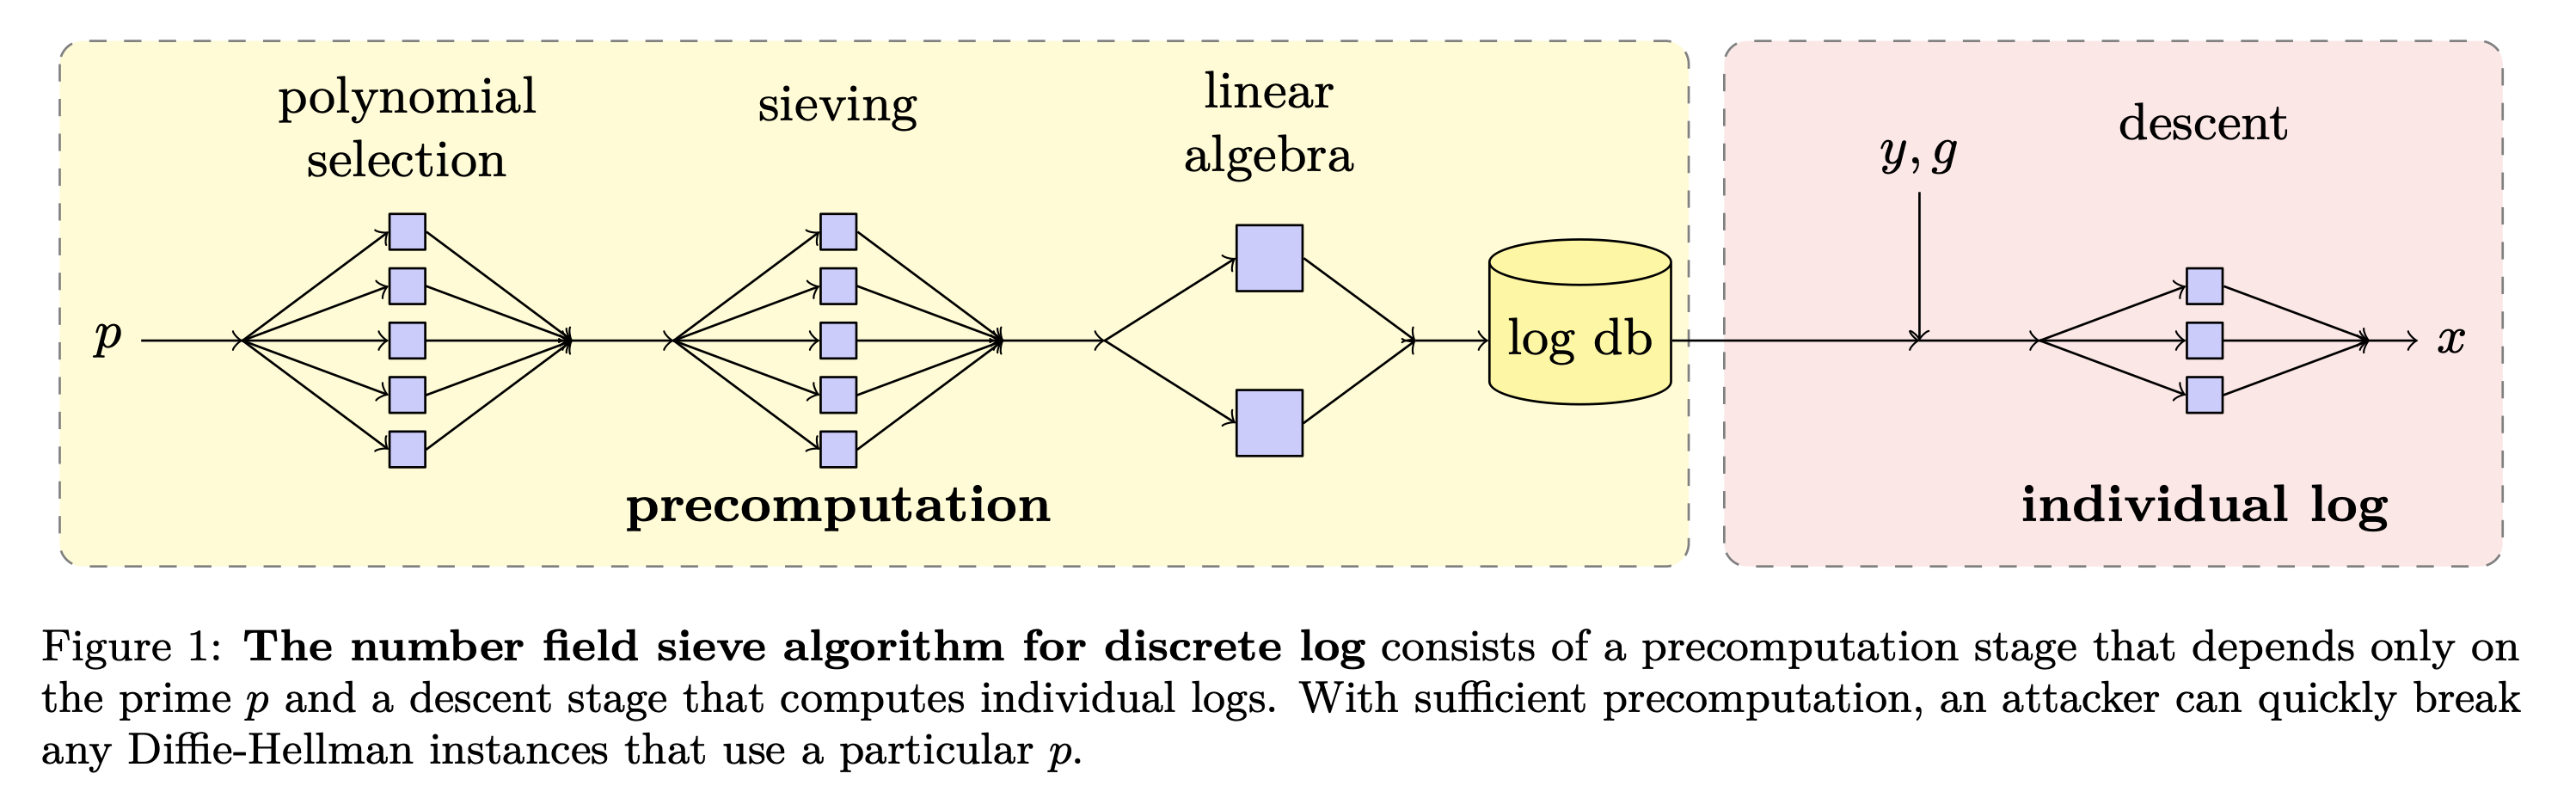 polynomial
selection
sieving
linear
algebra
descent
y, g
p
log db
x
precomputation
individual log
Figure 1: The number field sieve algorithm for discrete log consists of a precomputation stage that depends only on
the prime p and a descent stage that computes individual logs. With sufficient precomputation, an attacker can quickly break
any Diffie-Hellman instances that use a particular p.